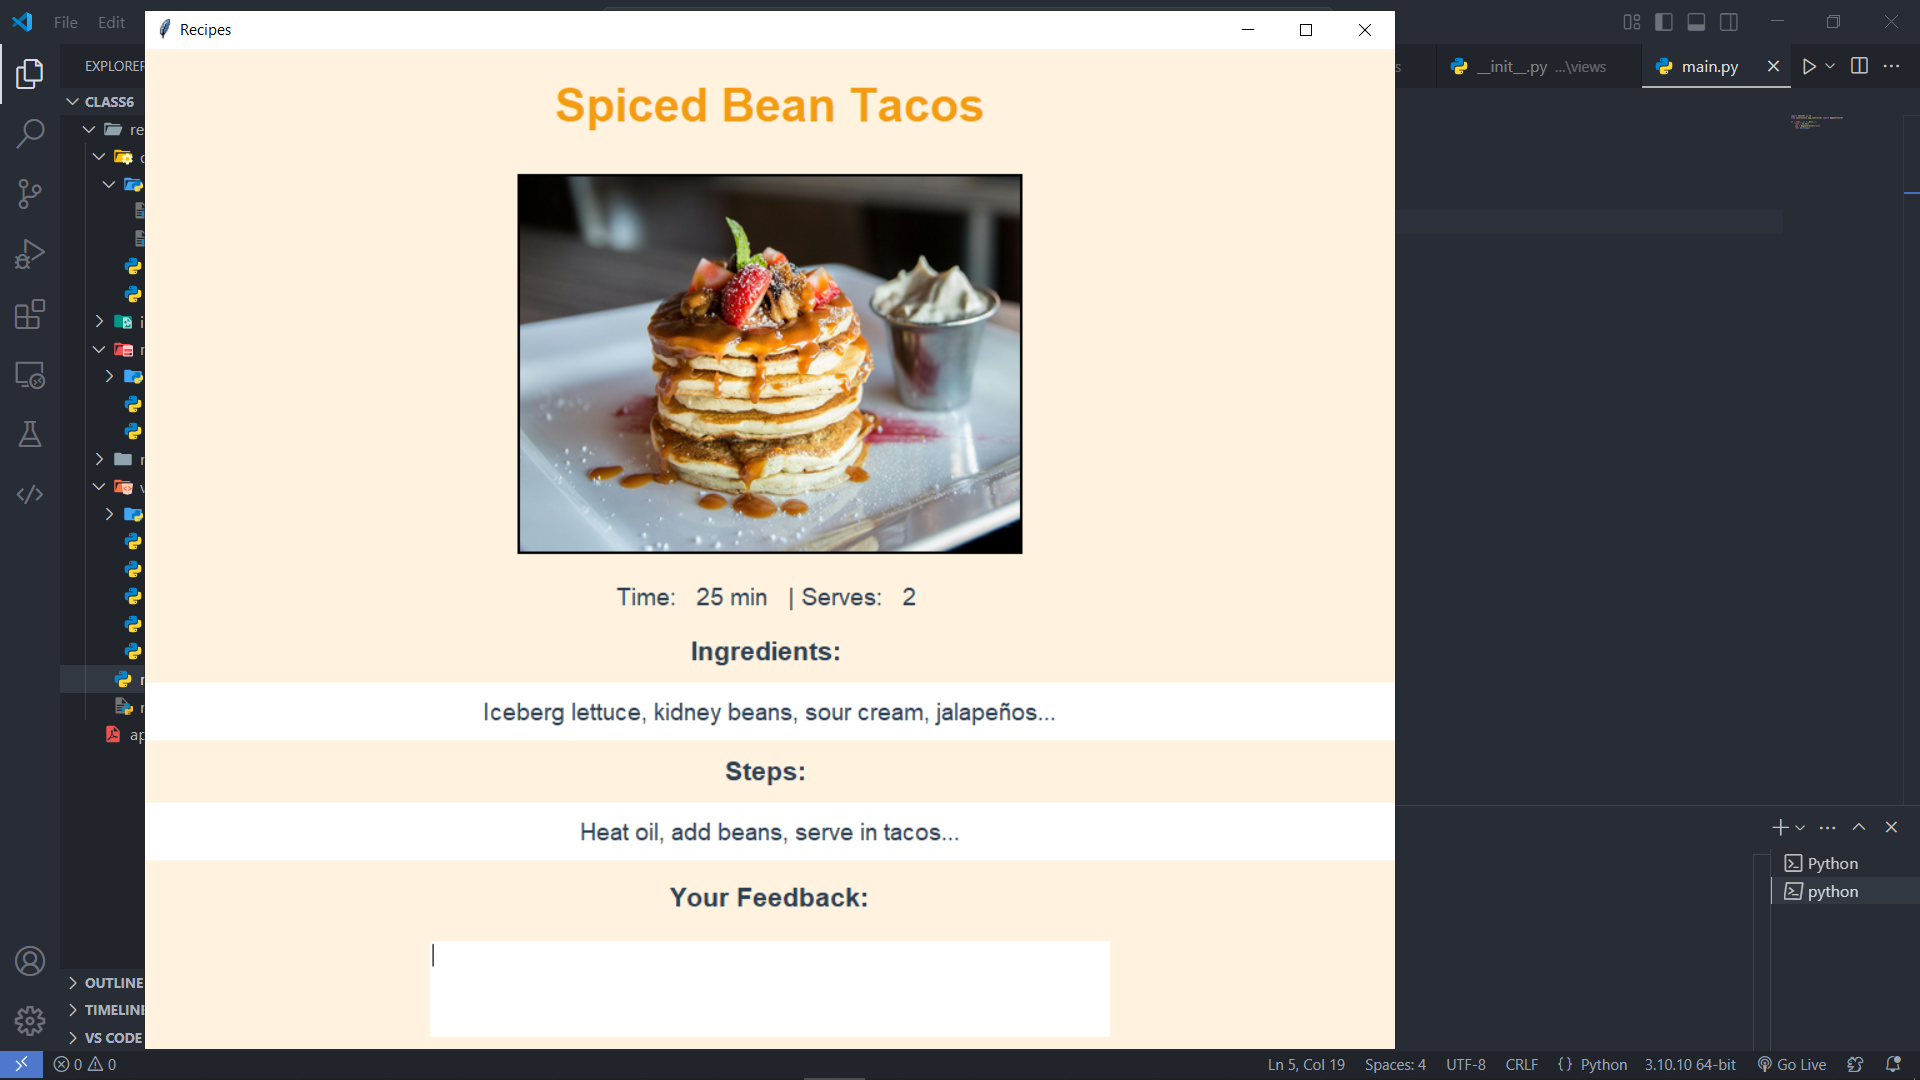 File Edit
Recipes
EXPLORER
CLASS6
re
__init__.py ...\views
main.py
Spiced Bean Tacos
Time: 25 min | Serves: 2
Ingredients:
Iceberg lettuce, kidney beans, sour cream, jalapeños...
Steps:
Heat oil, add beans, serve in tacos...
Your Feedback:
Python
python
OUTLINE
TIMELINE
VS CODE
0 0
Ln 5, Col 19 Spaces: 4 UTF-8 CRLF {} Python 3.10.10 64-bit Go Live